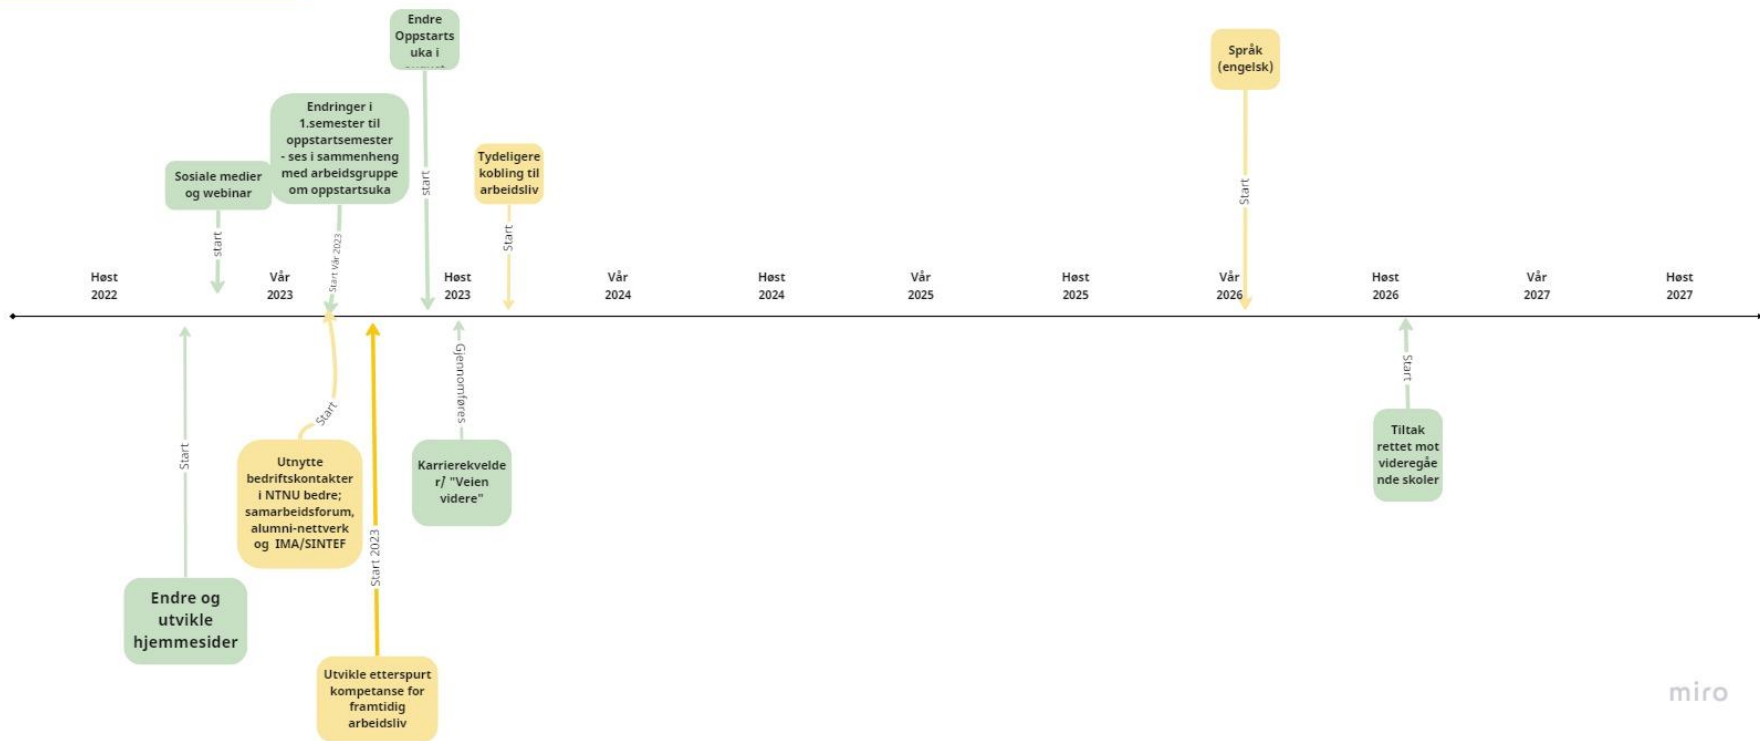 Endre
Oppstarts
uka i
Språk
(engelsk)
Endringer i
1.semester til
oppstartsemester
- ses i sammenheng
med arbeidsgruppe
om oppstartsuka
Tydeligere
kobling til
arbeidsliv
Sosiale medier
og webinar
start
Start Vår 2023
start
Start
Start
Høst
2022
Vår
2023
Høst
2023
Vår
2024
Høst
2024
Vår
2025
Høst
2025
Vår
2026
Høst
2026
Vår
2027
Høst
2027
Start
Start
Start 2023
Gjennomføres
Start
Utnytte
bedriftskontakter
i NTNU bedre;
samarbeidsforum,
alumni-nettverk
og IMA/SINTEF
Karrierekvelde
r/ "Veien
videre"
Tiltak
rettet mot
videregåe
nde skoler
Endre og
utvikle
hjemmesider
Utvikle etterspurt
kompetanse for
framtidig
arbeidsliv
miro